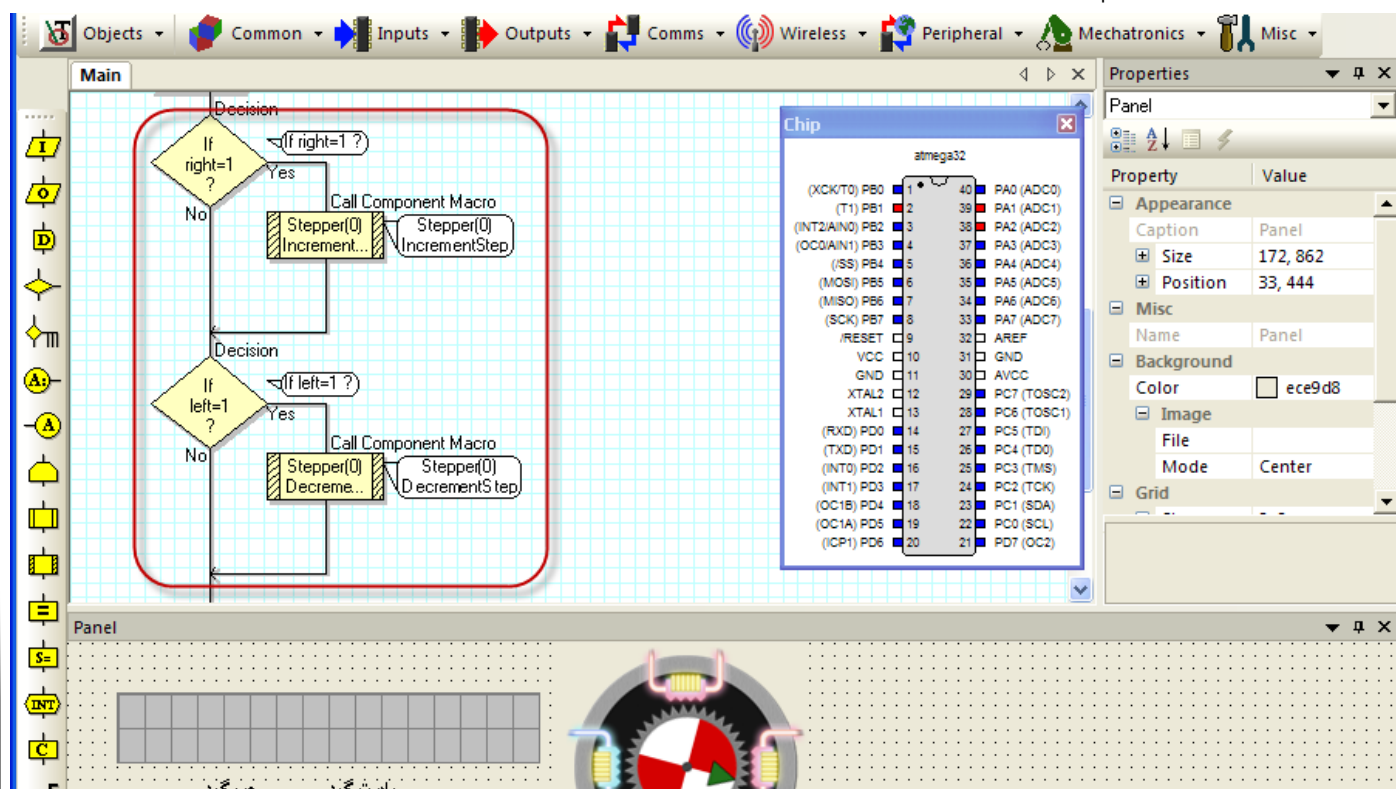 Objects Common Inputs Outputs Comms Wireless Peripheral Mechatronics Misc
Main
Properties
Panel
Property Value
Appearance
Caption Panel
Size 172, 862
Position 33, 444
Misc
Name Panel
Background
Color ece9d8
Image
File
Mode Center
Grid
Decision
If
right=1
?
If right=1 ?
Yes
No
Call Component Macro
Stepper(0)
Increment...
Stepper(0)
IncrementStep
Decision
If
left=1
?
If left=1 ?
Yes
No
Call Component Macro
Stepper(0)
Decreme...
Stepper(0)
DecrementStep
Chip
atmega32
(XCK/T0) PB0 1 40 PA0 (ADC0)
(T1) PB1 2 39 PA1 (ADC1)
(INT2/AIN0) PB2 3 38 PA2 (ADC2)
(OC0/AIN1) PB3 4 37 PA3 (ADC3)
(/SS) PB4 5 36 PA4 (ADC4)
(MOSI) PB5 6 35 PA5 (ADC5)
(MISO) PB6 7 34 PA6 (ADC6)
(SCK) PB7 8 33 PA7 (ADC7)
/RESET 9 32 AREF
VCC 10 31 GND
GND 11 30 AVCC
XTAL2 12 29 PC7 (TOSC2)
XTAL1 13 28 PC6 (TOSC1)
(RXD) PD0 14 27 PC5 (TDI)
(TXD) PD1 15 26 PC4 (TD0)
(INT0) PD2 16 25 PC3 (TMS)
(INT1) PD3 17 24 PC2 (TCK)
(OC1B) PD4 18 23 PC1 (SDA)
(OC1A) PD5 19 22 PC0 (SCL)
(ICP1) PD6 20 21 PD7 (OC2)
I
O
D
A:
A
=
S=
INT
C
Panel